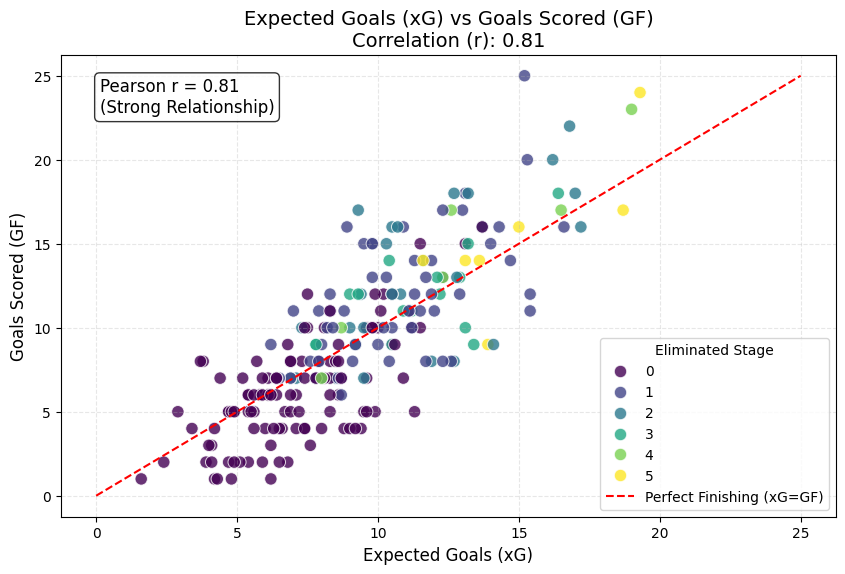 Expected Goals (xG) vs Goals Scored (GF)
Correlation (r): 0.81
Pearson r = 0.81
(Strong Relationship)
Goals Scored (GF)
25
20
15
10
5
0
Eliminated Stage
0
1
2
3
4
5
Perfect Finishing (xG=GF)
0 5 10 15 20 25
Expected Goals (xG)